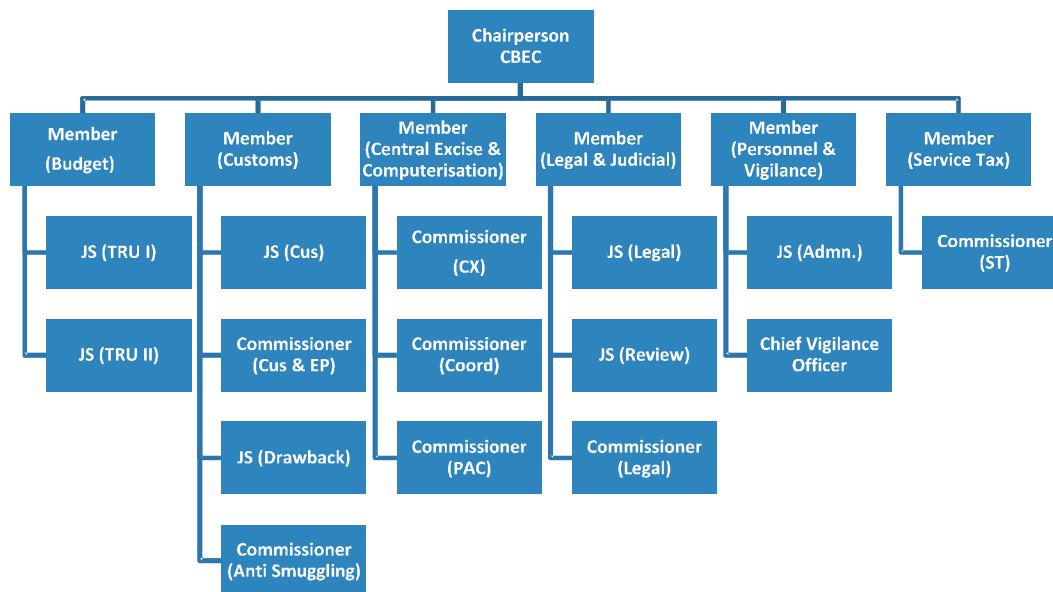 Chairperson
CBEC
Member
(Budget)
Member
(Customs)
Member
(Central Excise &
Computerisation)
Member
(Legal & Judicial)
Member
(Personnel &
Vigilance)
Member
(Service Tax)
JS (TRU I)
JS (TRU II)
JS (Cus)
Commissioner
(Cus & EP)
JS (Drawback)
Commissioner
(Anti Smuggling)
Commissioner
(CX)
Commissioner
(Coord)
Commissioner
(PAC)
JS (Legal)
JS (Review)
Commissioner
(Legal)
JS (Admn.)
Chief Vigilance
Officer
Commissioner
(ST)